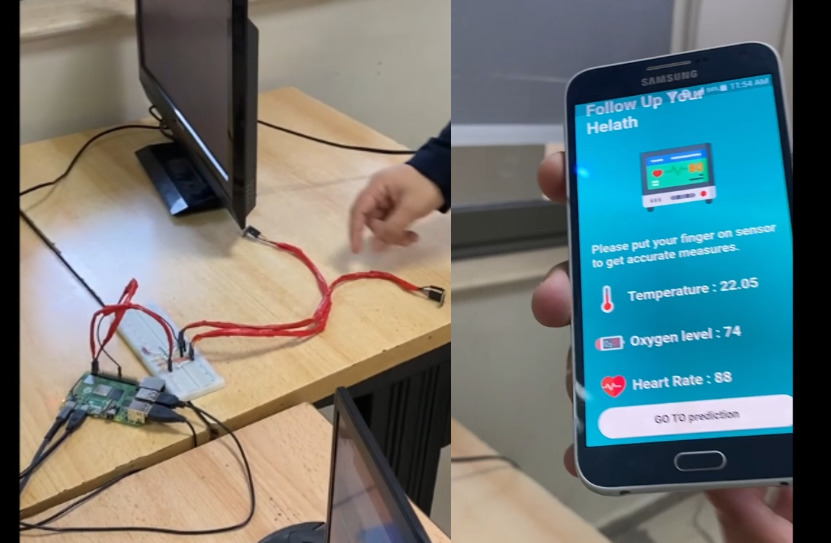 SAMSUNG
11:54 AM
Follow Up Your
Helath
Please put your finger on sensor
to get accurate measures.
Temperature : 22.05
Oxygen level : 74
Heart Rate : 88
GO TO prediction